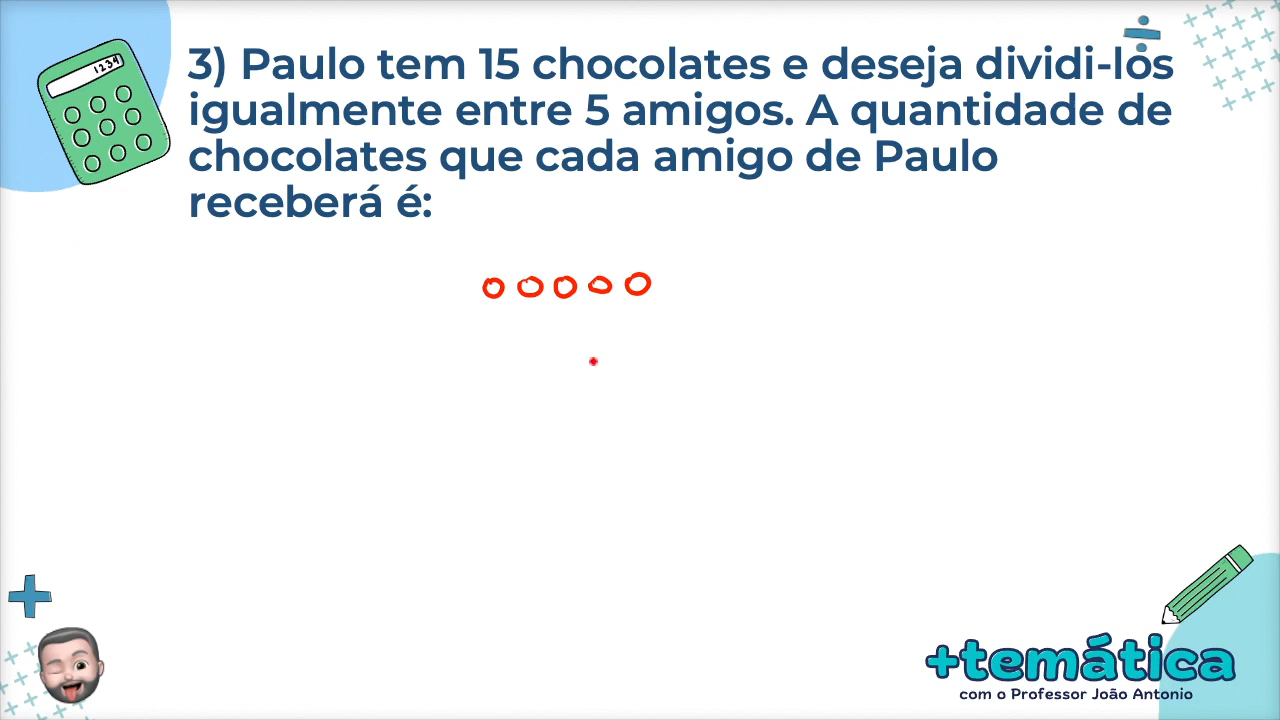 1234
3) Paulo tem 15 chocolates e deseja dividi-los
igualmente entre 5 amigos. A quantidade de
chocolates que cada amigo de Paulo
receberá é:
+temática
com o Professor João Antonio